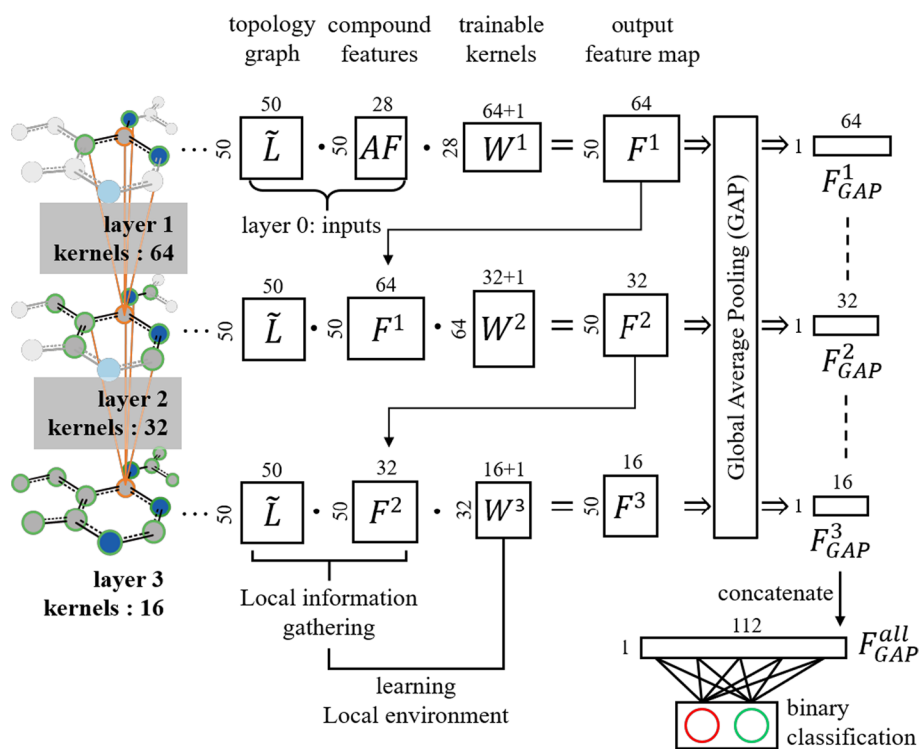 topology graph
compound features
trainable kernels
output feature map
50
28
64+1
64
64
50
L̃
·
50
AF
·
28
W¹
=
50
F¹
⇒
⇒
1
F¹_GAP
layer 0: inputs
layer 1
kernels : 64
50
64
32+1
32
32
50
L̃
·
50
F¹
·
64
W²
=
50
F²
⇒
Global Average Pooling (GAP)
⇒
1
F²_GAP
layer 2
kernels : 32
50
32
16+1
16
16
50
L̃
·
50
F²
·
32
W³
=
50
F³
⇒
⇒
1
F³_GAP
layer 3
kernels : 16
Local information
gathering
learning
Local environment
concatenate
112
1
F^all_GAP
binary
classification